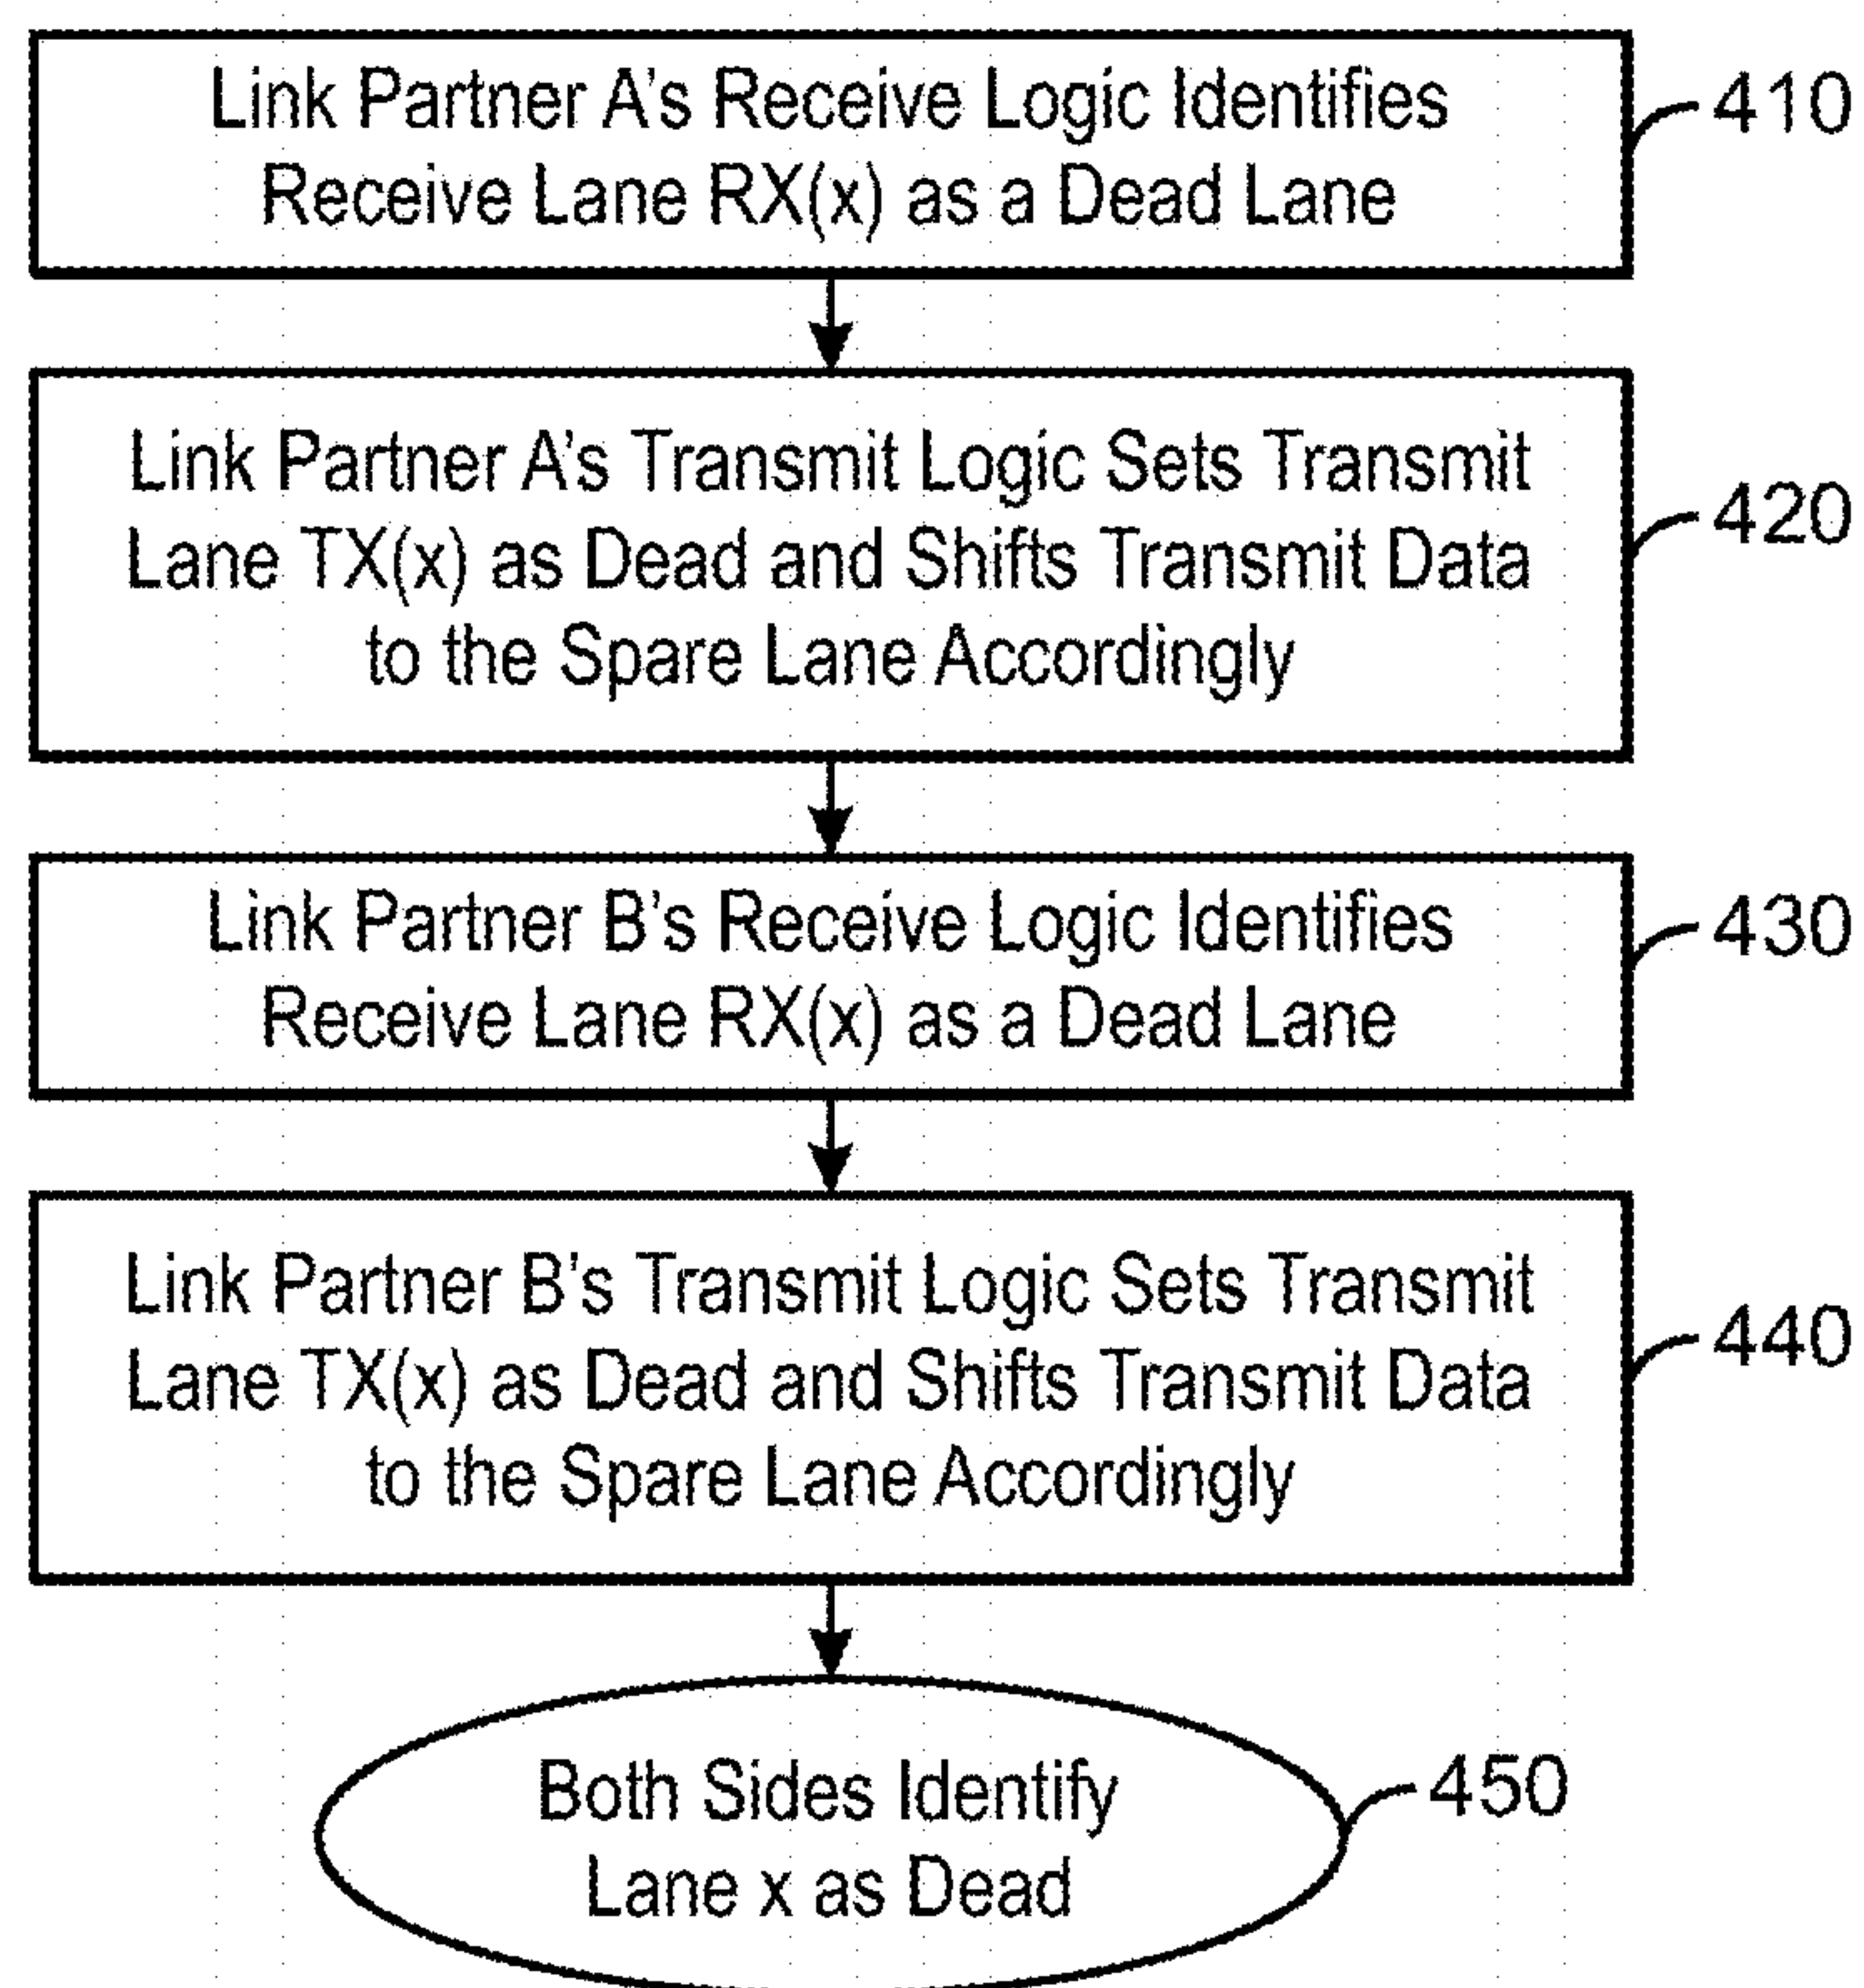 Link Partner A's Receive Logic Identifies
Receive Lane RX(x) as a Dead Lane
410
Link Partner A's Transmit Logic Sets Transmit
Lane TX(x) as Dead and Shifts Transmit Data
to the Spare Lane Accordingly
420
Link Partner B's Receive Logic Identifies
Receive Lane RX(x) as a Dead Lane
430
Link Partner B's Transmit Logic Sets Transmit
Lane TX(x) as Dead and Shifts Transmit Data
to the Spare Lane Accordingly
440
Both Sides Identify
Lane x as Dead
450